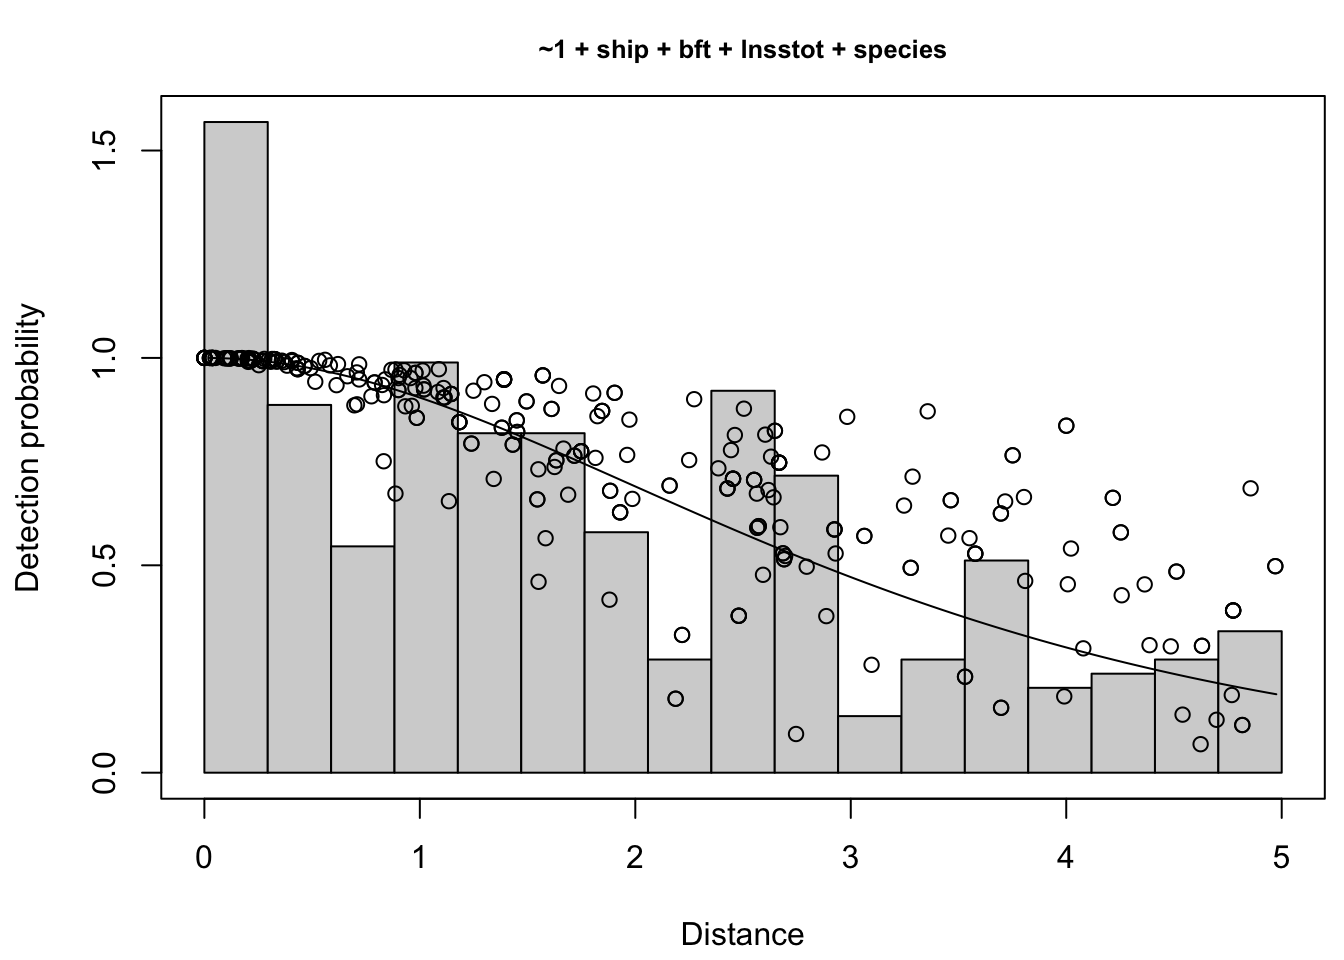 ~1 + ship + bft + lnsstot + species
Detection probability
1.5
1.0
0.5
0.0
0 1 2 3 4 5
Distance